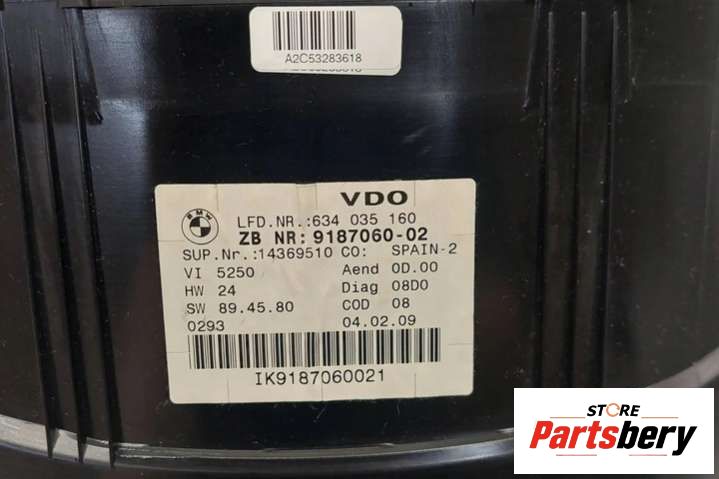 A2C53283618
A2C53283618
VDO
BMW
LFD.NR.:634 035 160
ZB NR: 9187060-02
SUP.Nr.:14369510 CO: SPAIN-2
VI 5250 Aend 0D.00
HW 24 Diag 08D0
SW 89.45.80 COD 08
0293 04.02.09
IK9187060021
STORE
Partsbery